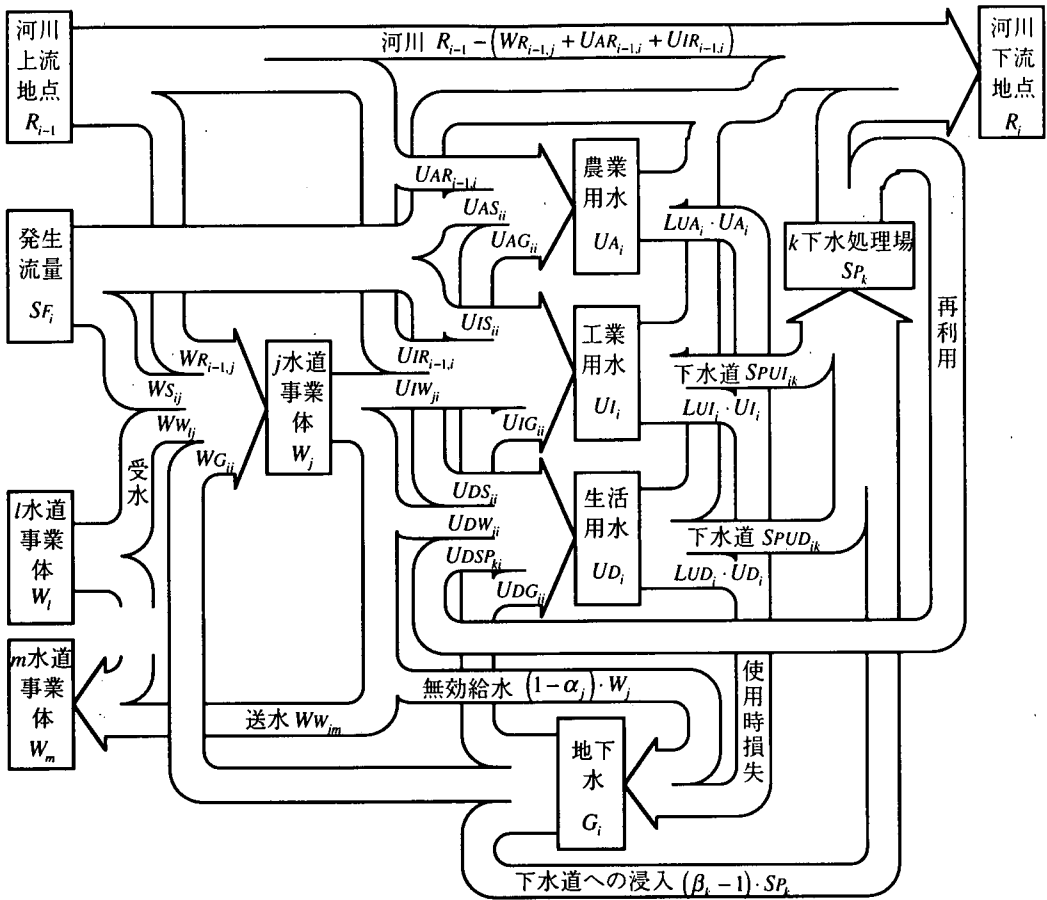 河川
上流
地点
R_{i-1}
河川 R_{i-1} - (WR_{i-1,j} + UAR_{i-1,i} + UIR_{i-1,i})
河川
下流
地点
R_i
発生
流量
SF_i
UAR_{i-1,i}
UAS_{ii}
UAG_{ii}
農業
用水
UA_i
LUA_i · UA_i
k下水処理場
SP_k
再利用
UIS_{ii}
UIR_{i-1,i}
UIW_{ji}
UIG_{ii}
工業
用水
UI_i
下水道 SPUI_{ik}
LUI_i · UI_i
WR_{i-1,j}
WS_{ij}
WW_{lj}
WG_{ij}
受水
j水道
事業
体
W_j
l水道
事業
体
W_l
UDS_{ii}
UDW_{ji}
UDSP_{ki}
UDG_{ii}
生活
用水
UD_i
下水道 SPUD_{ik}
LUD_i · UD_i
m水道
事業
体
W_m
無効給水 (1-α_j)·W_j
送水 WW_{jm}
使用時損失
地下
水
G_i
下水道への浸入 (β_k-1)·SP_k